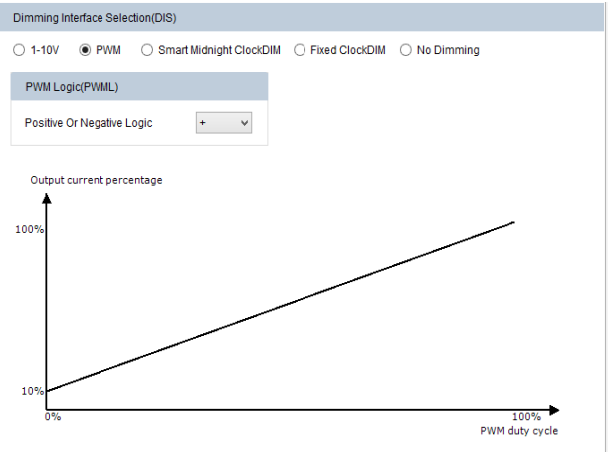 Dimming Interface Selection(DIS)
1-10V PWM Smart Midnight ClockDIM Fixed ClockDIM No Dimming
PWM Logic(PWML)
Positive Or Negative Logic +
Output current percentage
100%
10%
0% 100%
PWM duty cycle